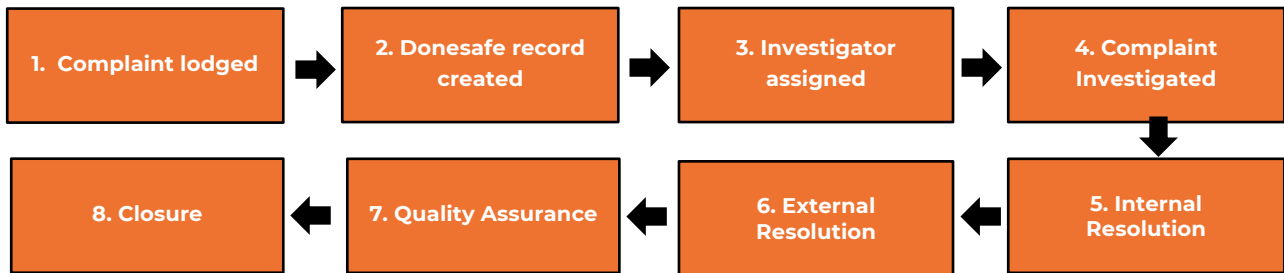 1. Complaint lodged
2. Donesafe record
created
3. Investigator
assigned
4. Complaint
Investigated
5. Internal
Resolution
6. External
Resolution
7. Quality Assurance
8. Closure